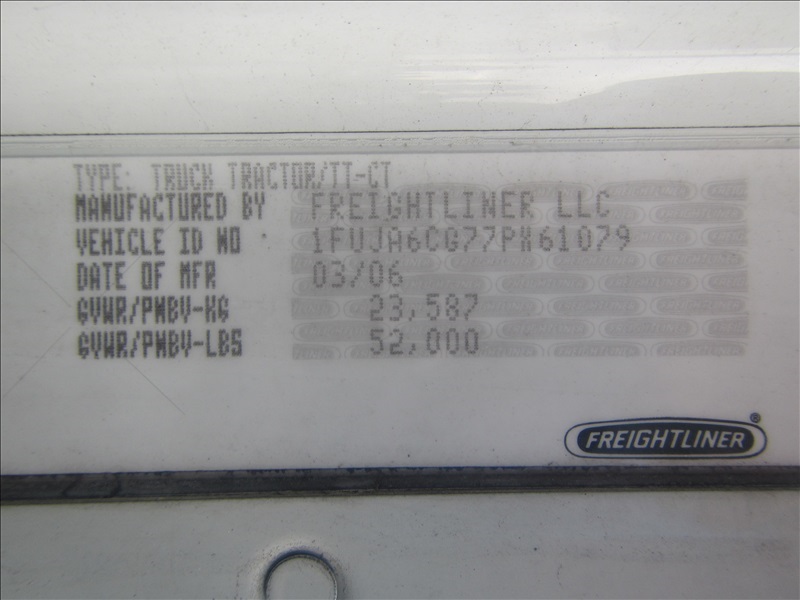 TYPE: TRUCK TRACTOR/TT-CT
MANUFACTURED BY FREIGHTLINER LLC
VEHICLE ID NO 1FUJA6CG77PX61079
DATE OF MFR 03/06
GVWR/PNBV-KG 23,587
GVWR/PNBV-LBS 52,000
FREIGHTLINER®